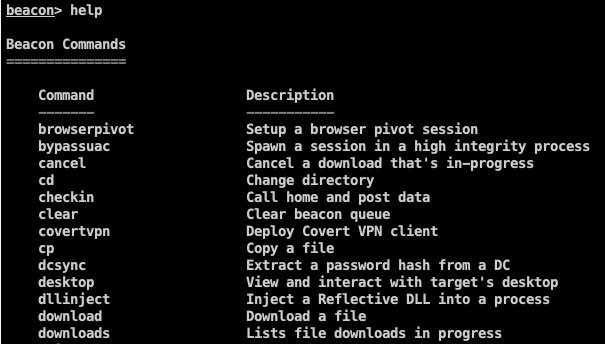 beacon> help
Beacon Commands
===============
Command Description
------- -----------
browserpivot Setup a browser pivot session
bypassuac Spawn a session in a high integrity process
cancel Cancel a download that's in-progress
cd Change directory
checkin Call home and post data
clear Clear beacon queue
covertvpn Deploy Covert VPN client
cp Copy a file
dcsync Extract a password hash from a DC
desktop View and interact with target's desktop
dllinject Inject a Reflective DLL into a process
download Download a file
downloads Lists file downloads in progress